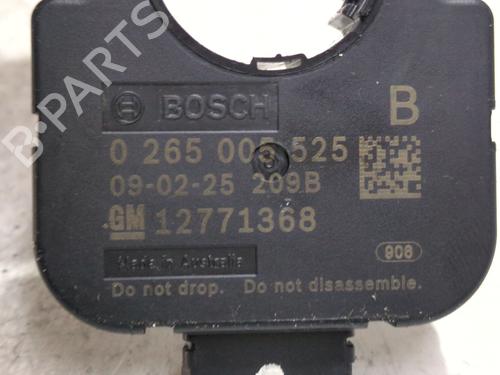 B-PARTS
BOSCH B
0 265 005 525
09-02-25 209B
GM 12771368
Made in Australia 908
Do not drop. Do not disassemble.